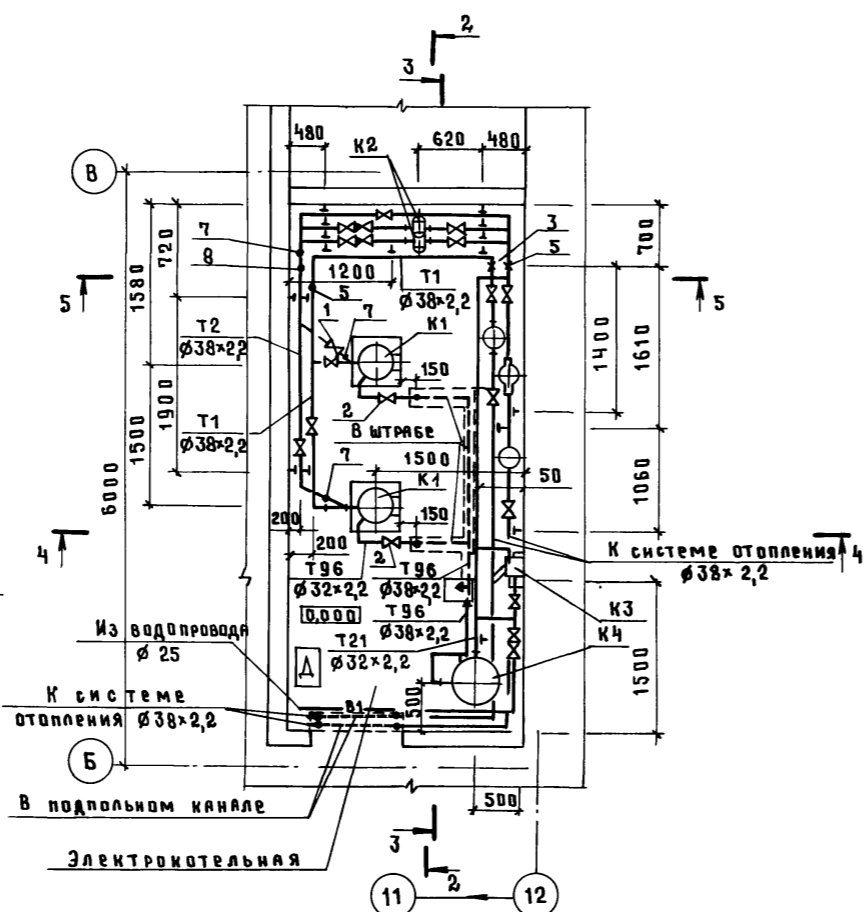 2
3
480
620
480
К2
В
7
8
3
5
700
720
1580
5
5
1200
Т1
Ø38×2,2
5
1
7
К1
Т2
Ø38×2,2
150
1400
1610
2
Т1
Ø38×2,2
1900
1500
6000
В ШТРАБЕ
1500
50
7
К1
1060
200
150
4
4
200
2
К системе отопления
Ø38×2,2
Т96
Ø32×2,2
Т96
Ø38×2,2
0,000
Т96
Ø38×2,2
К3
Из водопровода
Ø 25
Т21
Ø32×2,2
К4
Д
1500
К системе
отопления Ø38×2,2
В1
500
Б
В подпольном канале
500
3
Электрокотельная
2
11
12